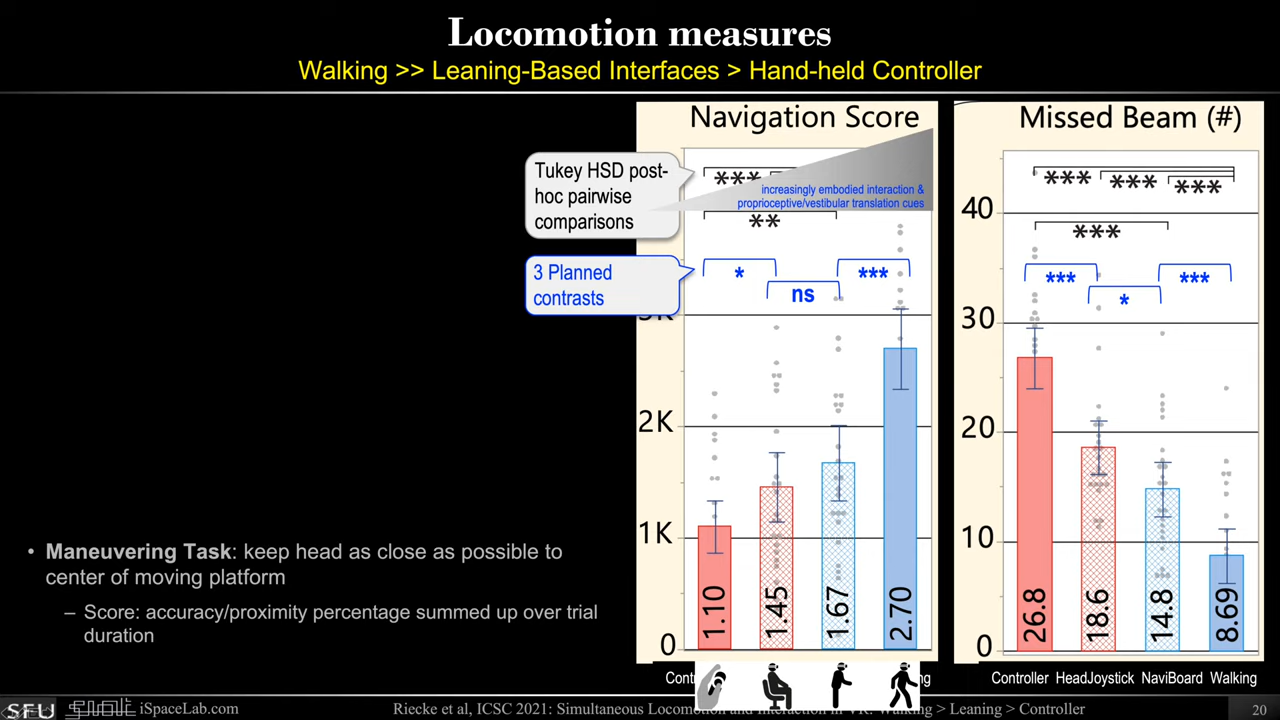 Locomotion measures
Walking >> Leaning-Based Interfaces > Hand-held Controller
Navigation Score
Tukey HSD post-
hoc pairwise
comparisons
***
increasingly embodied interaction &
proprioceptive/vestibular translation cues
**
3 Planned
contrasts
*
ns
***
2K
1K
0
1.10
1.45
1.67
2.70
Missed Beam (#)
*** *** ***
***
*** * ***
40
30
20
10
0
26.8
18.6
14.8
8.69
Controller HeadJoystick NaviBoard Walking
• Maneuvering Task: keep head as close as possible to
center of moving platform
– Score: accuracy/proximity percentage summed up over trial
duration
SFU
iSpaceLab.com
Riecke et al, ICSC 2021: Simultaneous Locomotion and Interaction in VR: Walking > Leaning > Controller
20